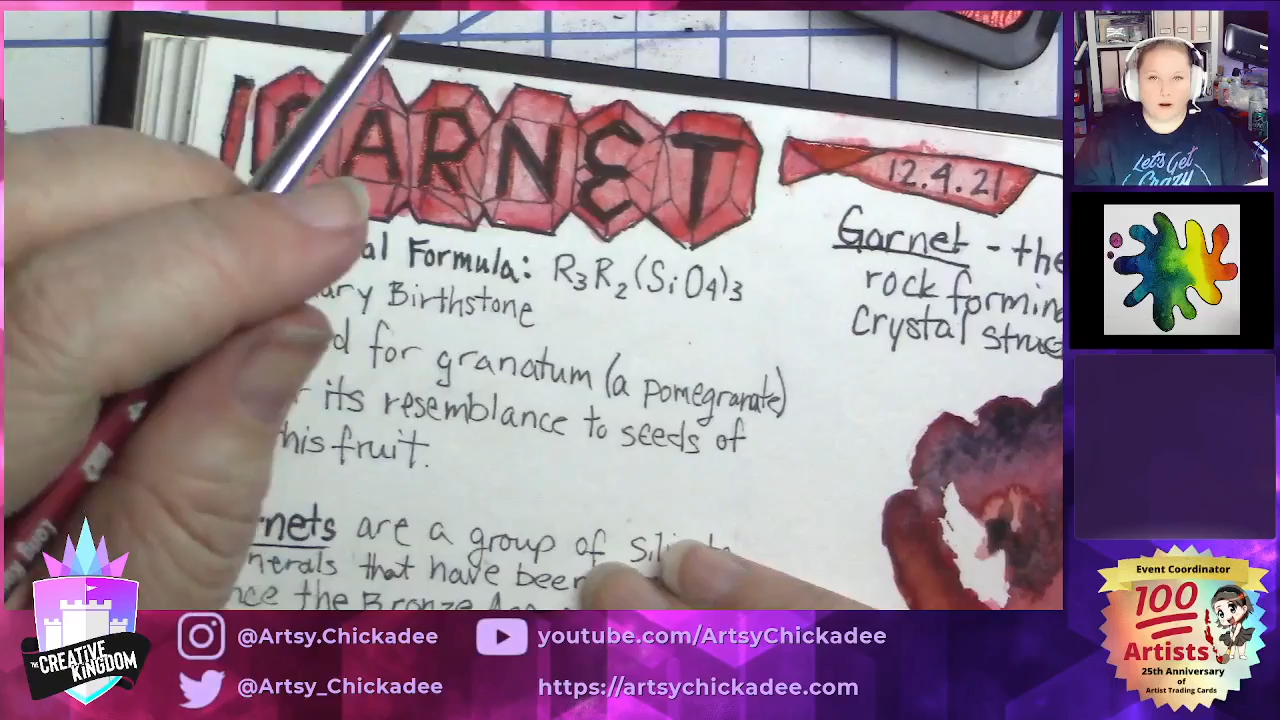 GARNET
12.4.21
al Formula: R3R2(SiO4)3
ary Birthstone
d for granatum (a pomegranate)
its resemblance to seeds of
his fruit.
rnets are a group of
nerals that have been
nce the Bronze
Garnet - the
rock formin
Crystal struc
Let's Get
Crazy
THE CREATIVE KINGDOM
@Artsy.Chickadee
youtube.com/ArtsyChickadee
@Artsy_Chickadee
https://artsychickadee.com
Event Coordinator
100
Artists
25th Anniversary
of
Artist Trading Cards